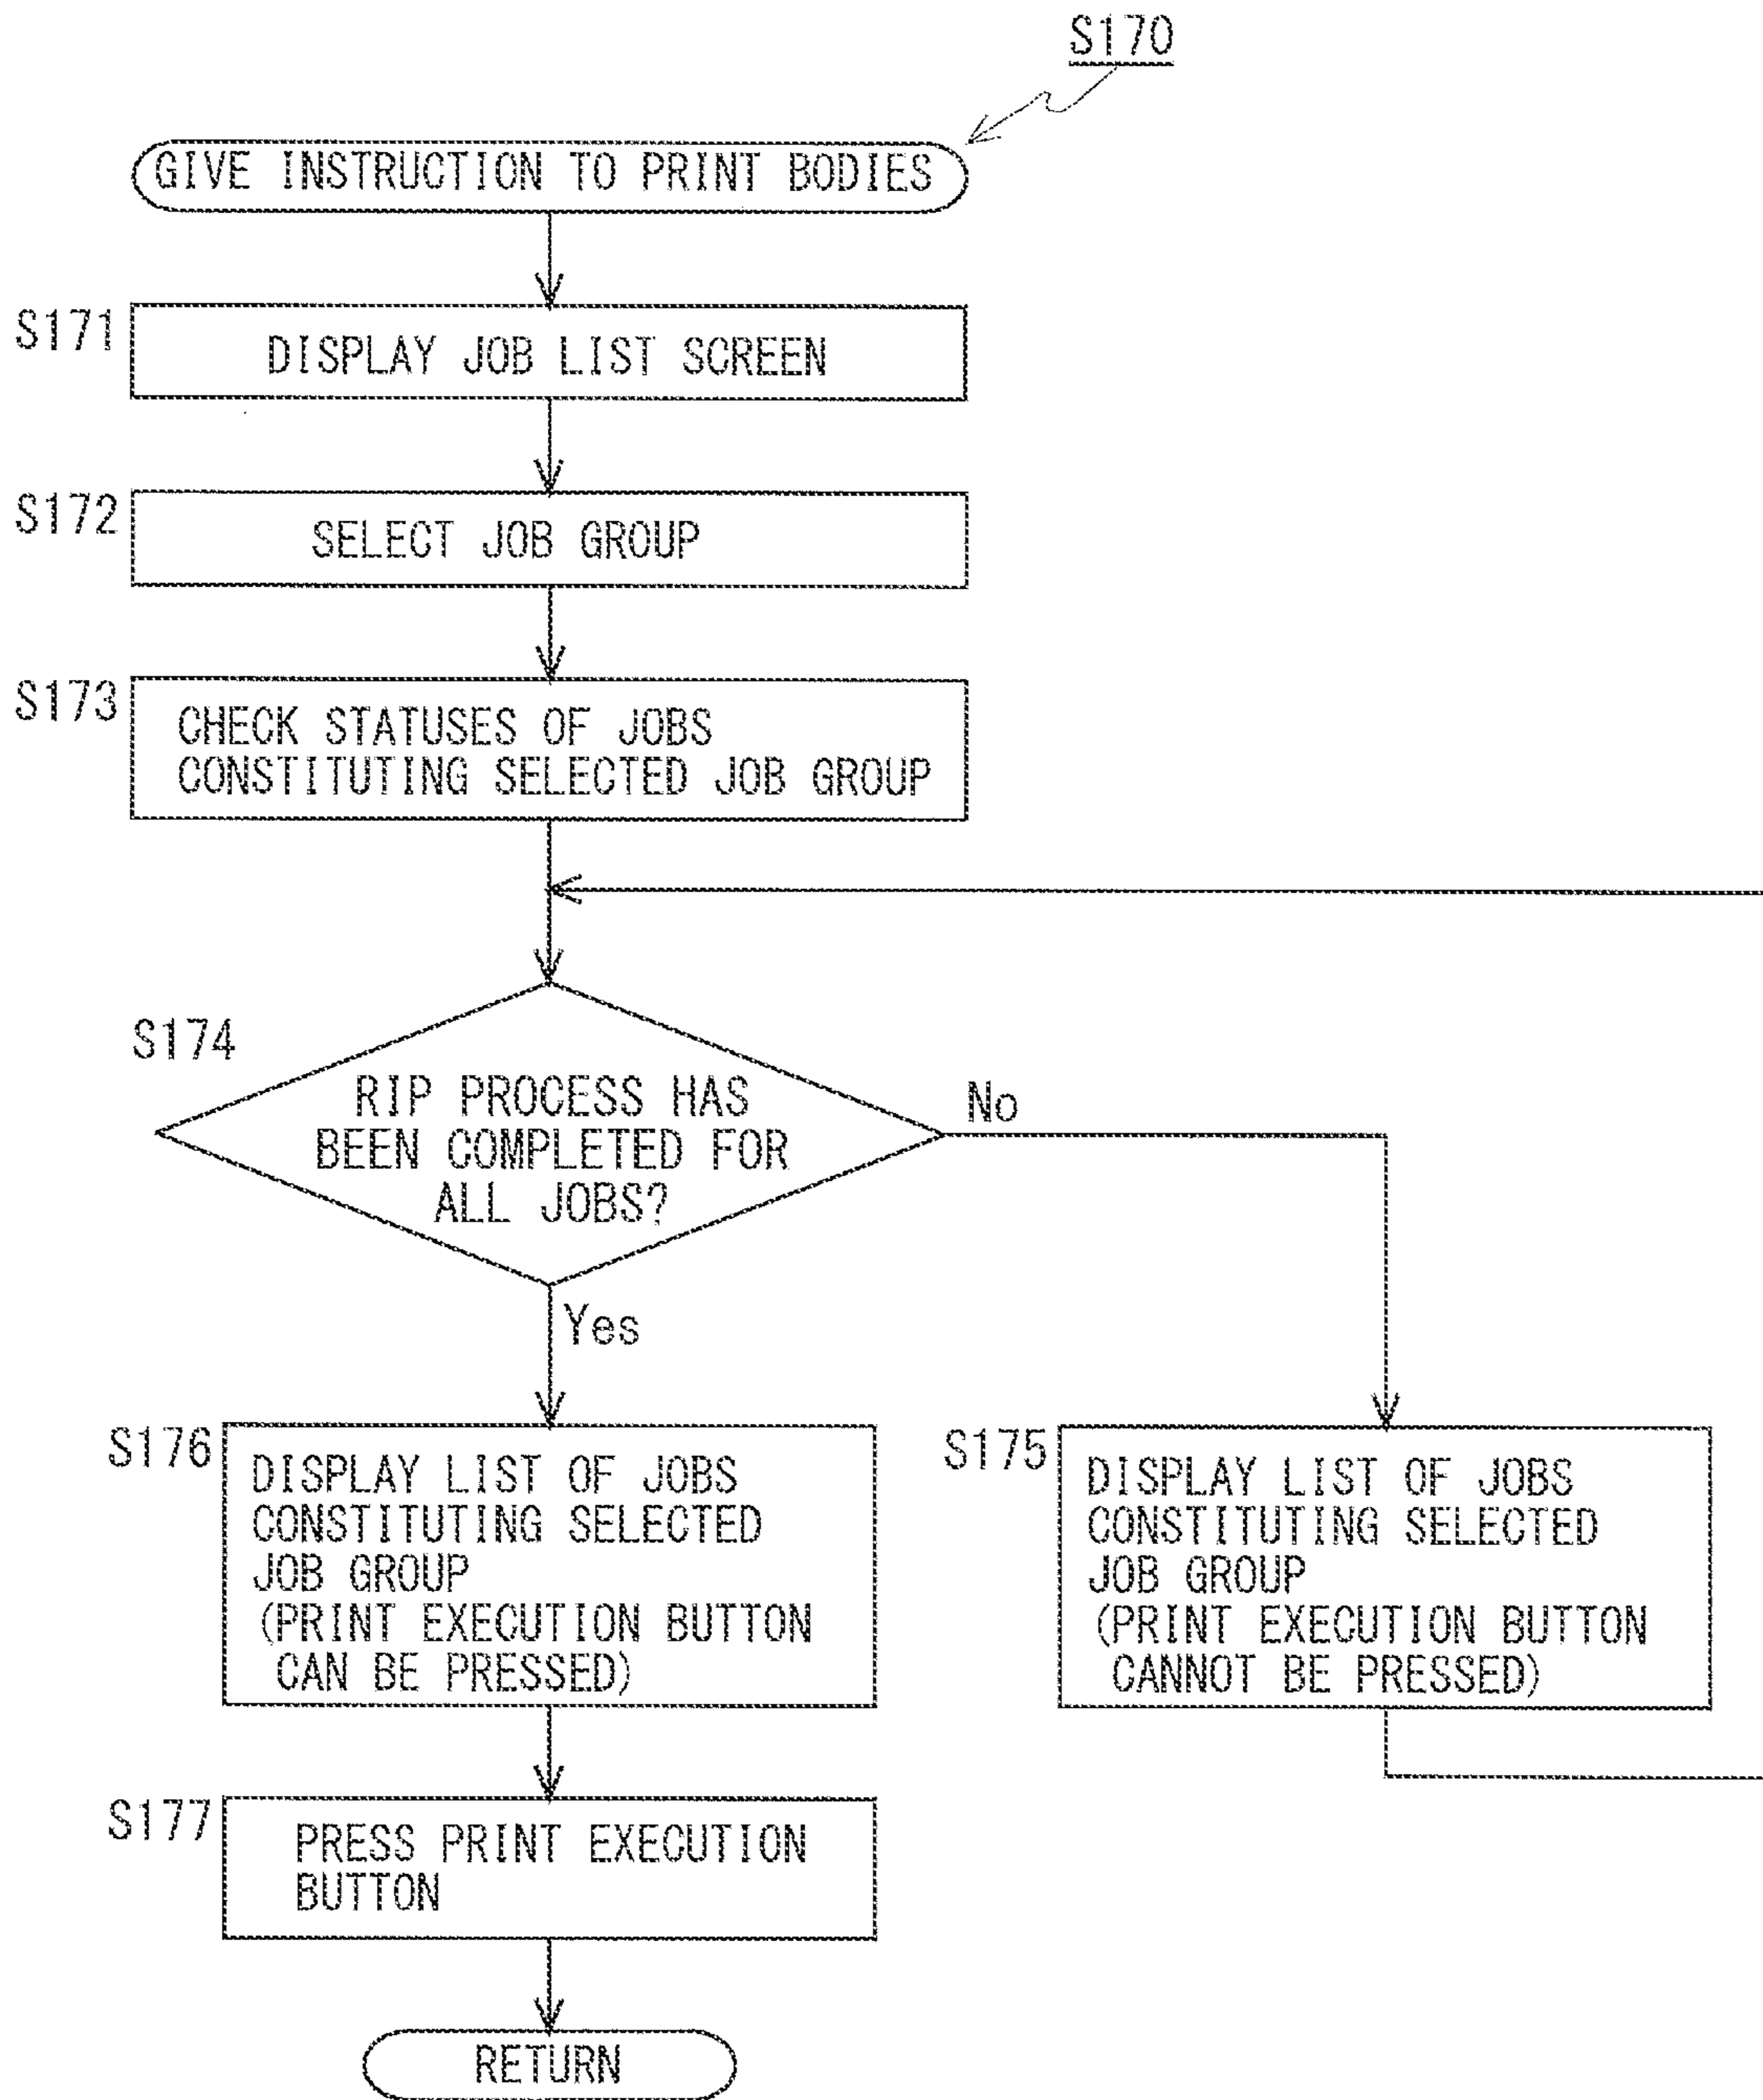 S170
GIVE INSTRUCTION TO PRINT BODIES
S171
DISPLAY JOB LIST SCREEN
S172
SELECT JOB GROUP
S173
CHECK STATUSES OF JOBS
CONSTITUTING SELECTED JOB GROUP
S174
RIP PROCESS HAS
BEEN COMPLETED FOR
ALL JOBS?
No
Yes
S176
DISPLAY LIST OF JOBS
CONSTITUTING SELECTED
JOB GROUP
(PRINT EXECUTION BUTTON
CAN BE PRESSED)
S175
DISPLAY LIST OF JOBS
CONSTITUTING SELECTED
JOB GROUP
(PRINT EXECUTION BUTTON
CANNOT BE PRESSED)
S177
PRESS PRINT EXECUTION
BUTTON
RETURN